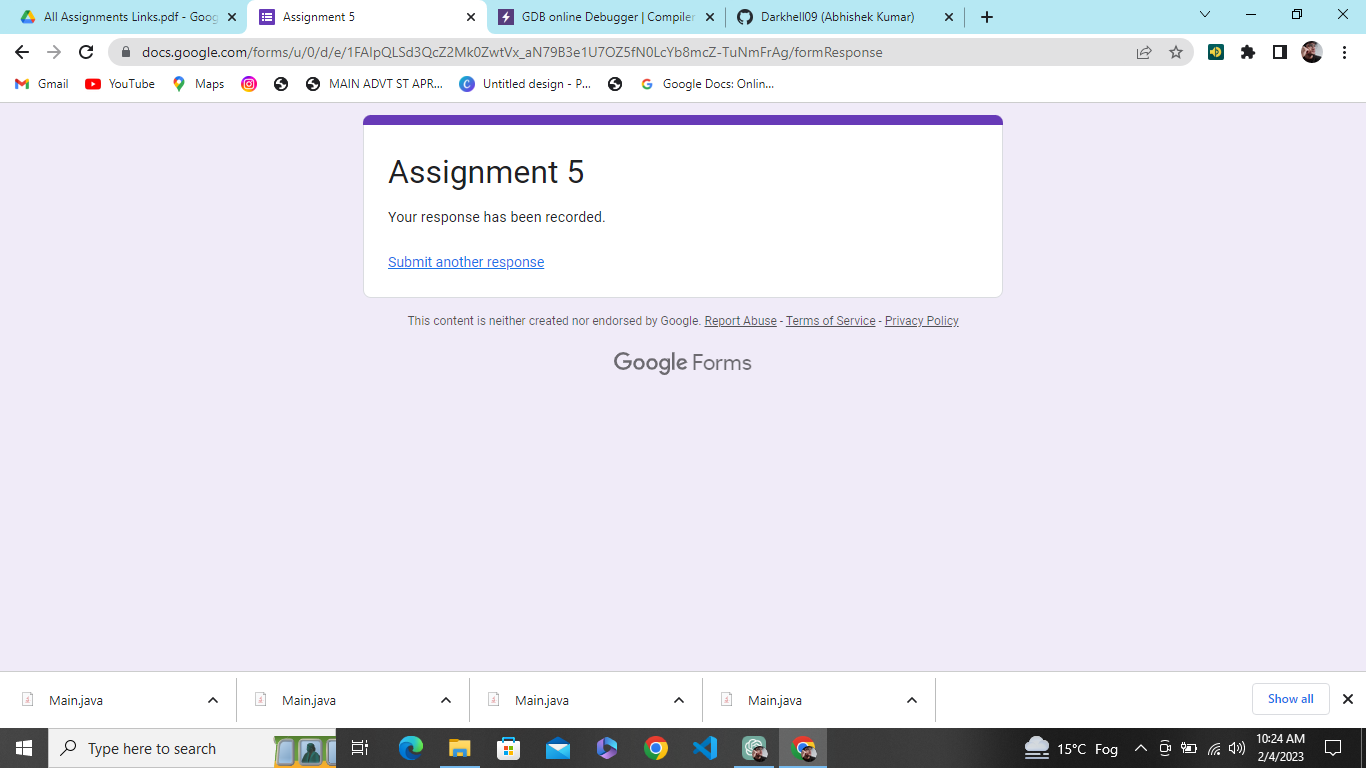 All Assignments Links.pdf - Goog
Assignment 5
GDB online Debugger | Compiler
Darkhell09 (Abhishek Kumar)
docs.google.com/forms/u/0/d/e/1FAIpQLSd3QcZ2Mk0ZwtVx_aN79B3e1U7OZ5fN0LcYb8mcZ-TuNmFrAg/formResponse
Gmail
YouTube
Maps
MAIN ADVT ST APR...
Untitled design - P...
Google Docs: Onlin...
Assignment 5
Your response has been recorded.
Submit another response
This content is neither created nor endorsed by Google. Report Abuse - Terms of Service - Privacy Policy
Google Forms
Main.java
Main.java
Main.java
Main.java
Show all
Type here to search
15°C Fog
10:24 AM
2/4/2023